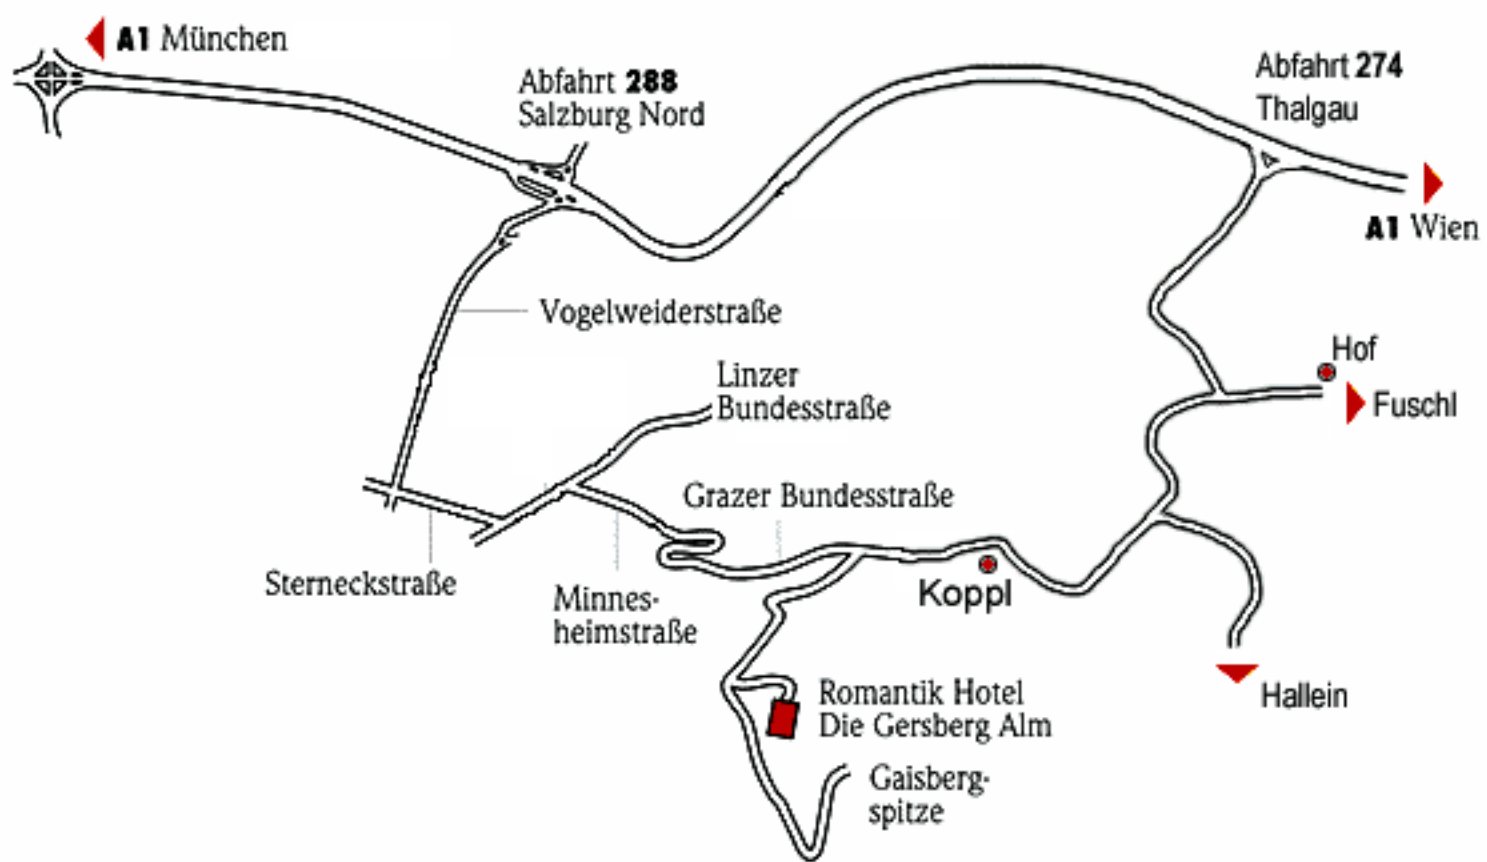 A1 München
Abfahrt 288
Salzburg Nord
Abfahrt 274
Thalgau
A1 Wien
Vogelweiderstraße
Hof
Fuschl
Linzer
Bundesstraße
Grazer Bundesstraße
Sterneckstraße
Minnes-
heimstraße
Koppl
Romantik Hotel
Die Gersberg Alm
Hallein
Gaisberg-
spitze